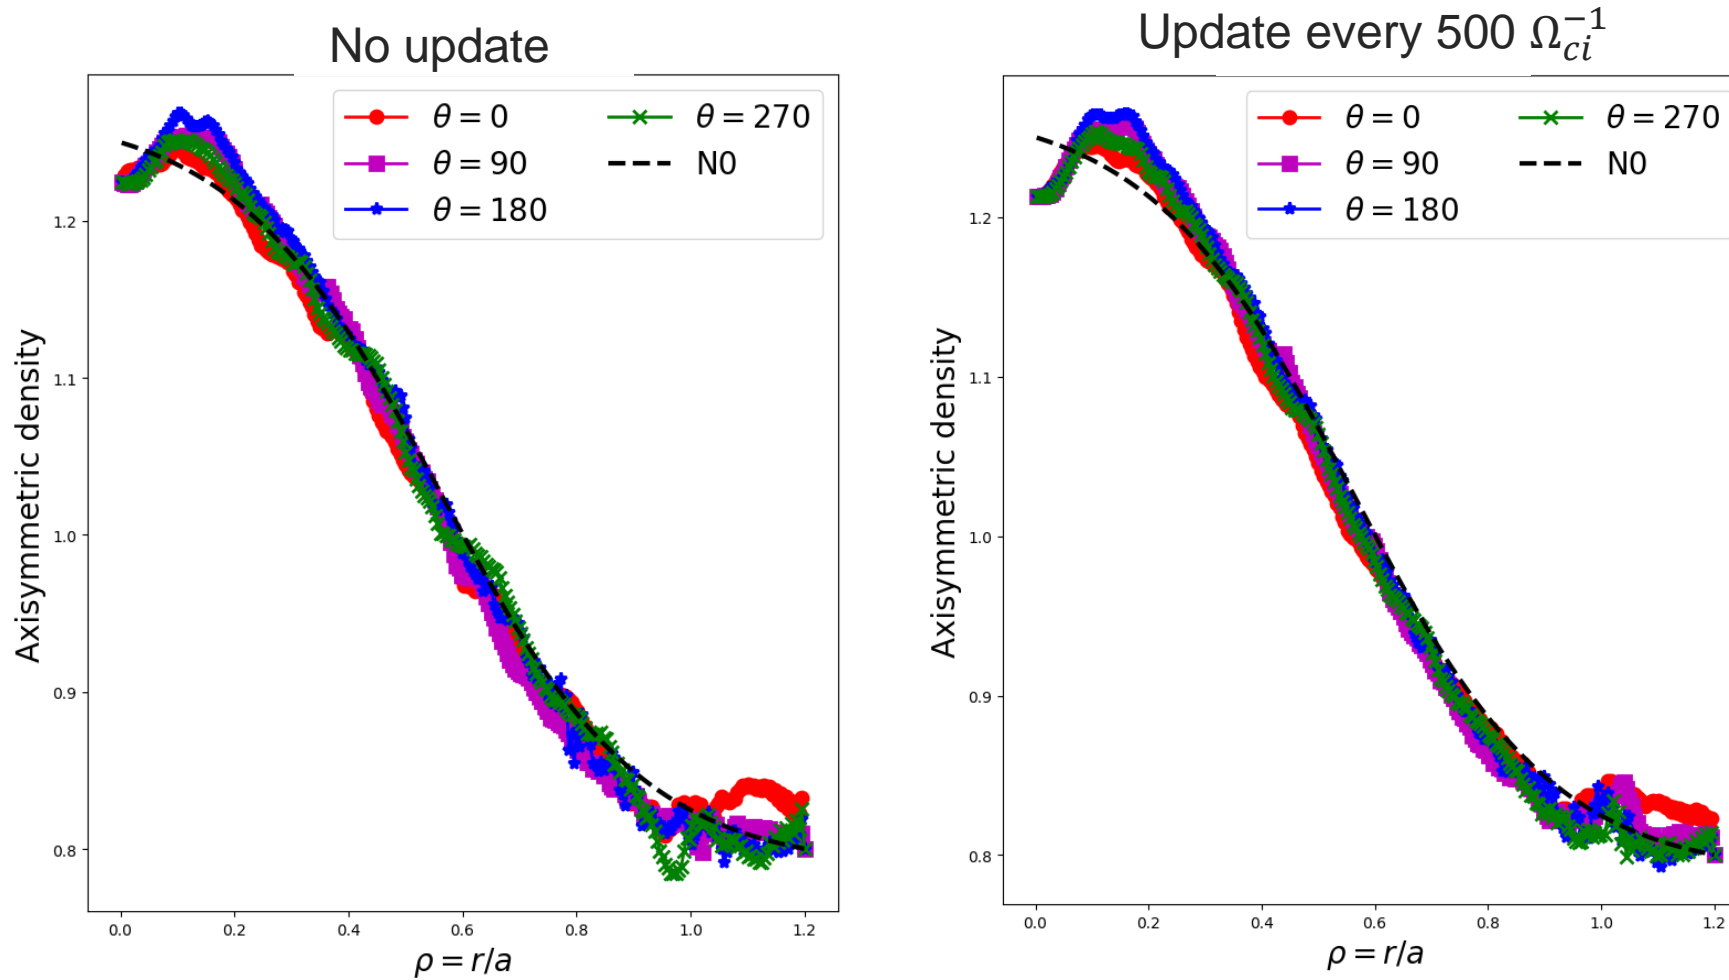 No update
θ = 0
θ = 90
θ = 180
θ = 270
N0
Axisymmetric density
1.2
1.1
1.0
0.9
0.8
0.0 0.2 0.4 0.6 0.8 1.0 1.2
ρ = r/a
Update every 500 Ω_{ci}^{-1}
θ = 0
θ = 90
θ = 180
θ = 270
N0
Axisymmetric density
1.2
1.1
1.0
0.9
0.8
0.0 0.2 0.4 0.6 0.8 1.0 1.2
ρ = r/a